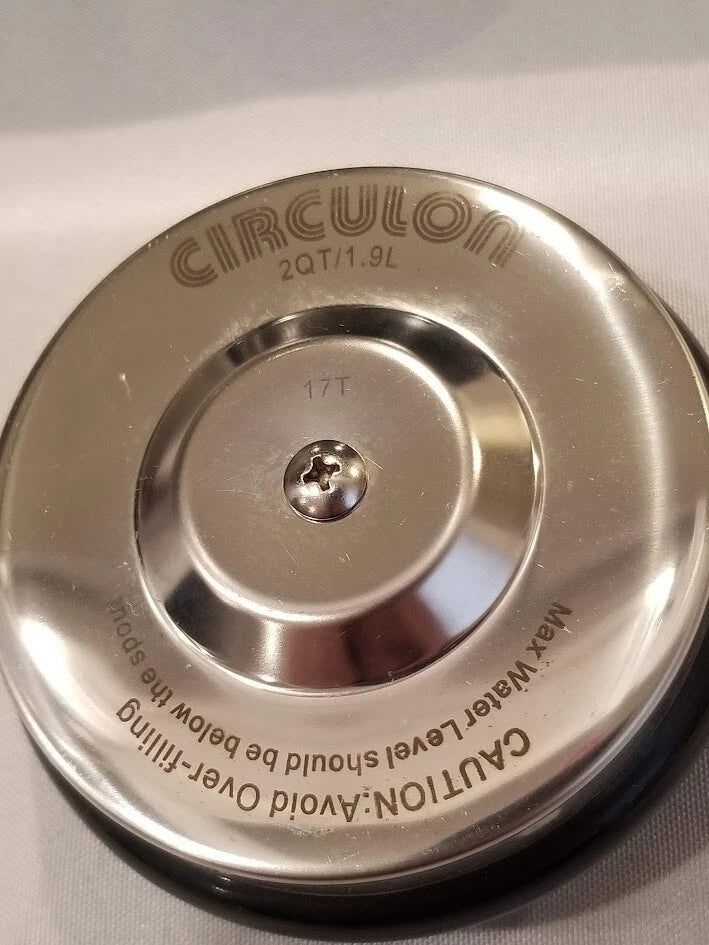 CIRCULON
2QT/1.9L
17T
CAUTION:Avoid Over-filling
Max Water Level should be below the spout